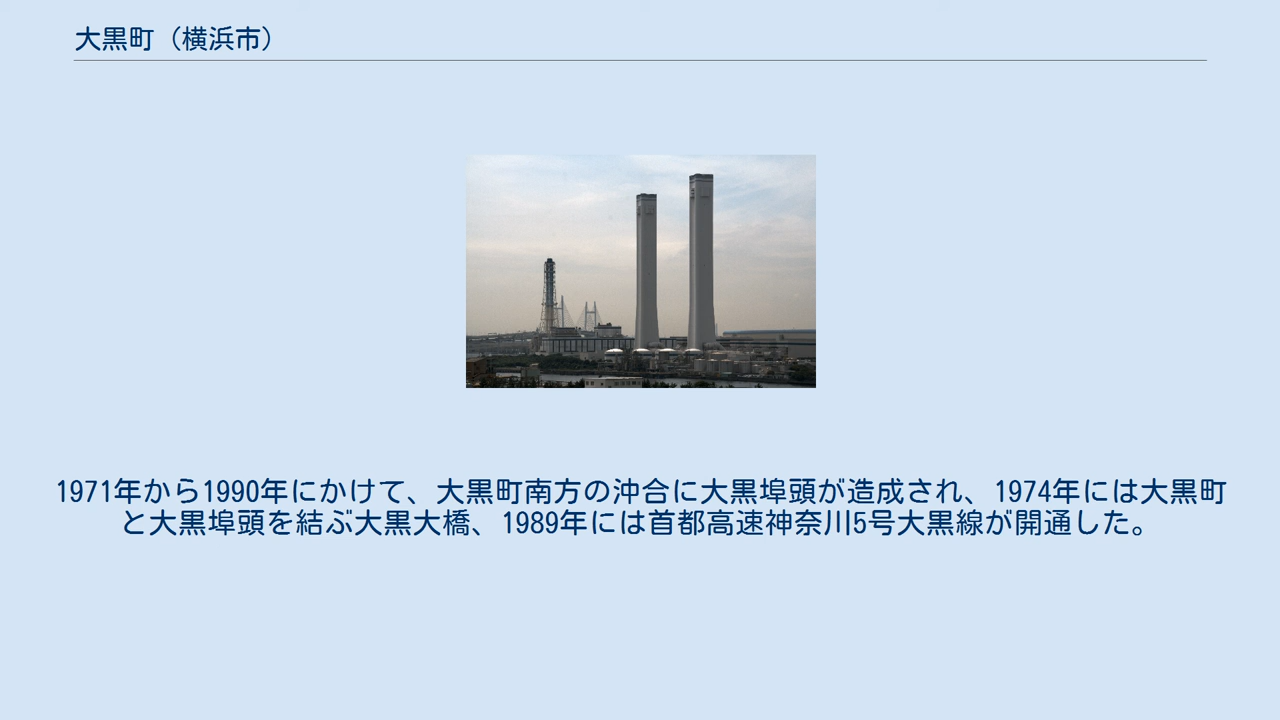 大黒町（横浜市）
1971年から1990年にかけて、大黒町南方の沖合に大黒埠頭が造成され、1974年には大黒町
と大黒埠頭を結ぶ大黒大橋、1989年には首都高速神奈川5号大黒線が開通した。